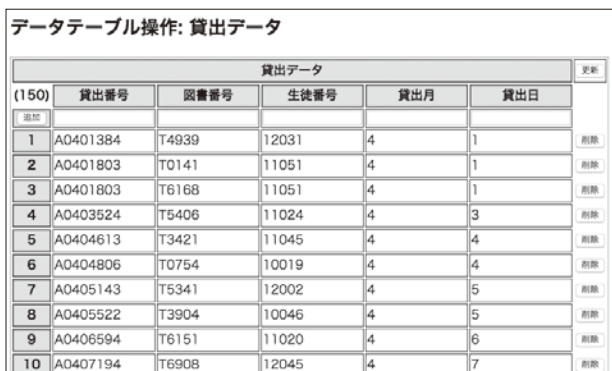 データテーブル操作: 貸出データ
貸出データ 更新
(150) 貸出番号 図書番号 生徒番号 貸出月 貸出日
追加
1 A0401384 T4939 12031 4 1 削除
2 A0401803 T0141 11051 4 1 削除
3 A0401803 T6168 11051 4 1 削除
4 A0403524 T5406 11024 4 3 削除
5 A0404613 T3421 11045 4 4 削除
6 A0404806 T0754 10019 4 4 削除
7 A0405143 T5341 12002 4 5 削除
8 A0405522 T3904 10046 4 5 削除
9 A0406594 T6151 11020 4 6 削除
10 A0407194 T6908 12045 4 7 削除